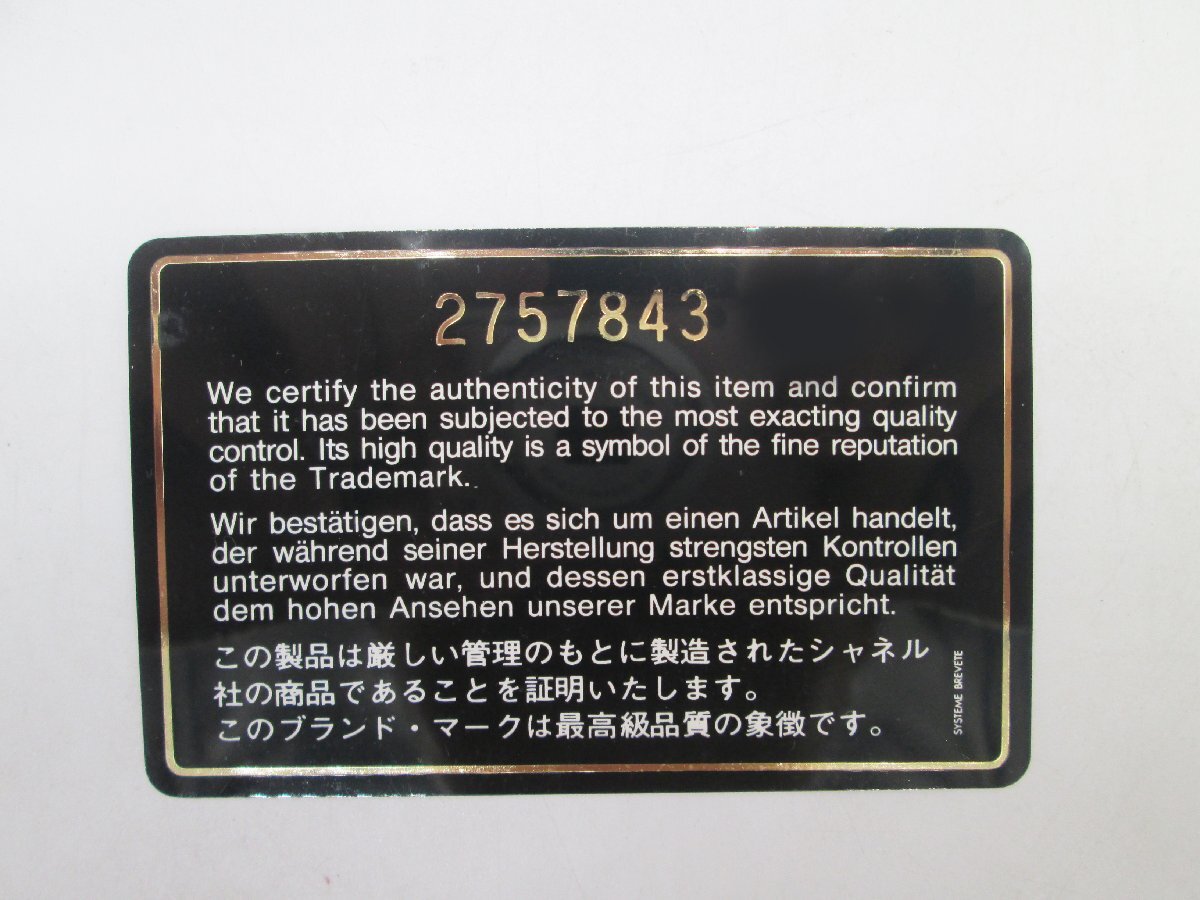 2757843
We certify the authenticity of this item and confirm
that it has been subjected to the most exacting quality
control. Its high quality is a symbol of the fine reputation
of the Trademark.
Wir bestätigen, dass es sich um einen Artikel handelt,
der während seiner Herstellung strengsten Kontrollen
unterworfen war, und dessen erstklassige Qualität
dem hohen Ansehen unserer Marke entspricht.
この製品は厳しい管理のもとに製造されたシャネル
社の商品であることを証明いたします。
このブランド・マークは最高級品質の象徴です。
SYSTEME BREVETE